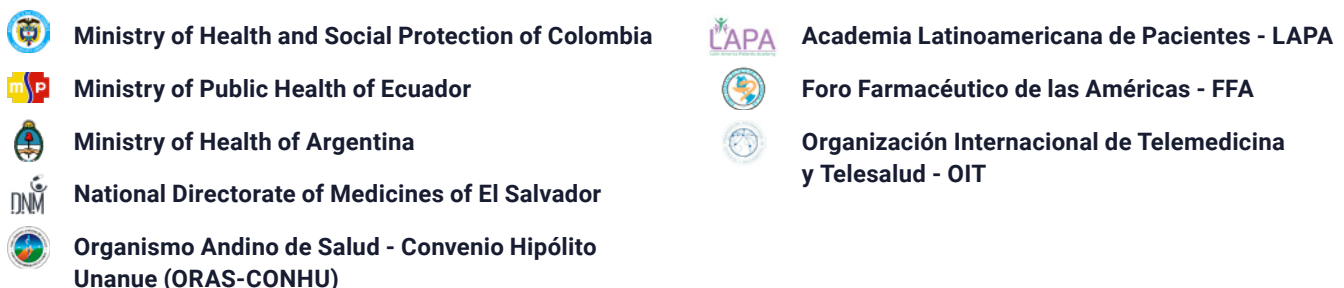 Ministry of Health and Social Protection of Colombia
Ministry of Public Health of Ecuador
msp
Ministry of Health of Argentina
DNM
National Directorate of Medicines of El Salvador
Organismo Andino de Salud - Convenio Hipólito
Unanue (ORAS-CONHU)
LAPA
Academia Latinoamericana de Pacientes - LAPA
Foro Farmacéutico de las Américas - FFA
Organización Internacional de Telemedicina
y Telesalud - OIT